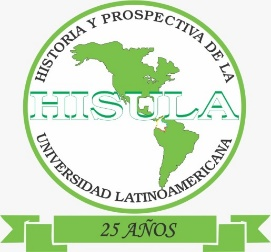 HISTORIA Y PROSPECTIVA DE LA
HISULA
UNIVERSIDAD LATINOAMERICANA
25 AÑOS